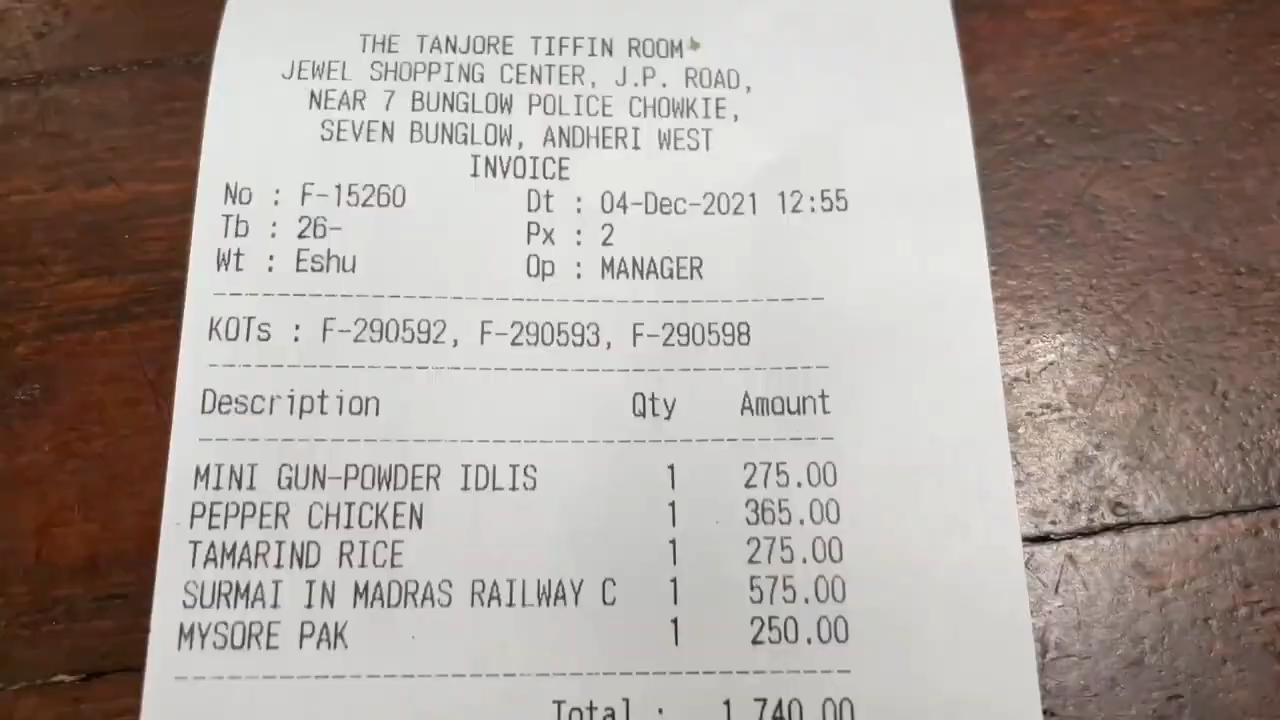 THE TANJORE TIFFIN ROOM
JEWEL SHOPPING CENTER, J.P. ROAD,
NEAR 7 BUNGLOW POLICE CHOWKIE,
SEVEN BUNGLOW, ANDHERI WEST
INVOICE
No : F-15260 Dt : 04-Dec-2021 12:55
Tb : 26- Px : 2
Wt : Eshu Op : MANAGER
KOTs : F-290592, F-290593, F-290598
Description Qty Amount
MINI GUN-POWDER IDLIS 1 275.00
PEPPER CHICKEN 1 365.00
TAMARIND RICE 1 275.00
SURMAI IN MADRAS RAILWAY C 1 575.00
MYSORE PAK 1 250.00
Total : 1,740.00